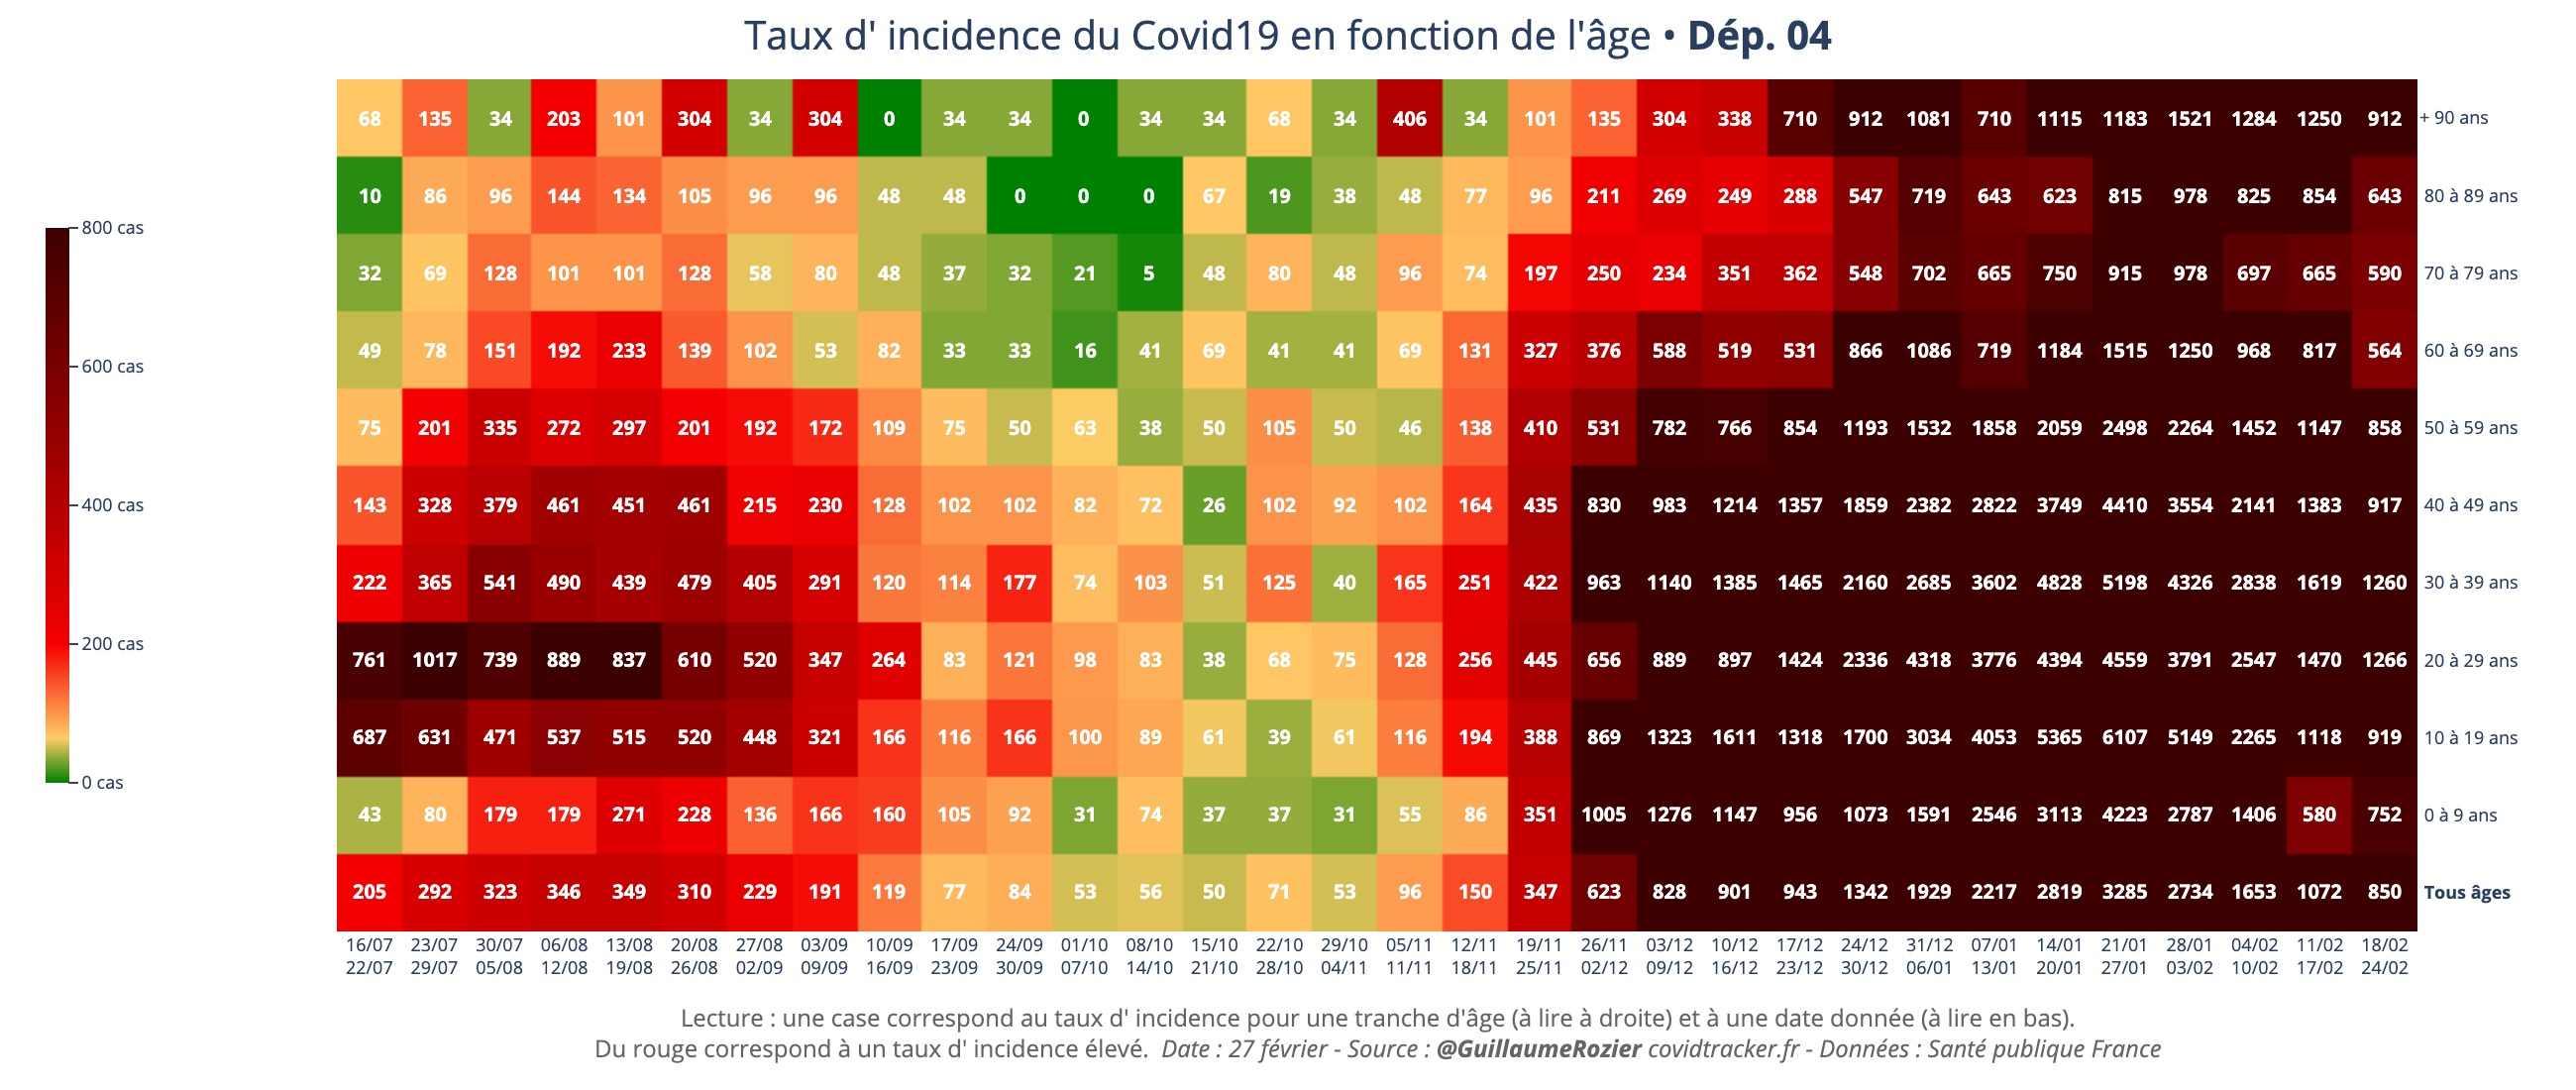 Taux d' incidence du Covid19 en fonction de l'âge • Dép. 04
800 cas
600 cas
400 cas
200 cas
0 cas
68 135 34 203 101 304 34 304 0 34 34 0 34 34 68 34 406 34 101 135 304 338 710 912 1081 710 1115 1183 1521 1284 1250 912 + 90 ans
10 86 96 144 134 105 96 96 48 48 0 0 0 67 19 38 48 77 96 211 269 249 288 547 719 643 623 815 978 825 854 643 80 à 89 ans
32 69 128 101 101 128 58 80 48 37 32 21 5 48 80 48 96 74 197 250 234 351 362 548 702 665 750 915 978 697 665 590 70 à 79 ans
49 78 151 192 233 139 102 53 82 33 33 16 41 69 41 41 69 131 327 376 588 519 531 866 1086 719 1184 1515 1250 968 817 564 60 à 69 ans
75 201 335 272 297 201 192 172 109 75 50 63 38 50 105 50 46 138 410 531 782 766 854 1193 1532 1858 2059 2498 2264 1452 1147 858 50 à 59 ans
143 328 379 461 451 461 215 230 128 102 102 82 72 26 102 92 102 164 435 830 983 1214 1357 1859 2382 2822 3749 4410 3554 2141 1383 917 40 à 49 ans
222 365 541 490 439 479 405 291 120 114 177 74 103 51 125 40 165 251 422 963 1140 1385 1465 2160 2685 3602 4828 5198 4326 2838 1619 1260 30 à 39 ans
761 1017 739 889 837 610 520 347 264 83 121 98 83 38 68 75 128 256 445 656 889 897 1424 2336 4318 3776 4394 4559 3791 2547 1470 1266 20 à 29 ans
687 631 471 537 515 520 448 321 166 116 166 100 89 61 39 61 116 194 388 869 1323 1611 1318 1700 3034 4053 5365 6107 5149 2265 1118 919 10 à 19 ans
43 80 179 179 271 228 136 166 160 105 92 31 74 37 37 31 55 86 351 1005 1276 1147 956 1073 1591 2546 3113 4223 2787 1406 580 752 0 à 9 ans
205 292 323 346 349 310 229 191 119 77 84 53 56 50 71 53 96 150 347 623 828 901 943 1342 1929 2217 2819 3285 2734 1653 1072 850 Tous âges
16/07 23/07 30/07 06/08 13/08 20/08 27/08 03/09 10/09 17/09 24/09 01/10 08/10 15/10 22/10 29/10 05/11 12/11 19/11 26/11 03/12 10/12 17/12 24/12 31/12 07/01 14/01 21/01 28/01 04/02 11/02 18/02
22/07 29/07 05/08 12/08 19/08 26/08 02/09 09/09 16/09 23/09 30/09 07/10 14/10 21/10 28/10 04/11 11/11 18/11 25/11 02/12 09/12 16/12 23/12 30/12 06/01 13/01 20/01 27/01 03/02 10/02 17/02 24/02
Lecture : une case correspond au taux d' incidence pour une tranche d'âge (à lire à droite) et à une date donnée (à lire en bas).
Du rouge correspond à un taux d' incidence élevé. Date : 27 février - Source : @GuillaumeRozier covidtracker.fr - Données : Santé publique France